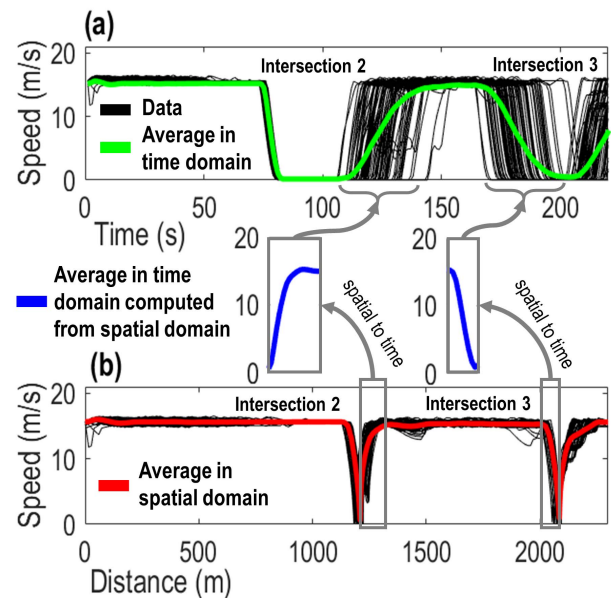 (a)
Speed (m/s)
20
10
0
Intersection 2
Intersection 3
Data
Average in
time domain
0
50
100
150
200
Time (s)
Average in time
domain computed
from spatial domain
20
10
0
spatial to time
20
10
0
spatial to time
(b)
Speed (m/s)
20
10
0
Intersection 2
Intersection 3
Average in
spatial domain
0
1000
1500
2000
500
Distance (m)